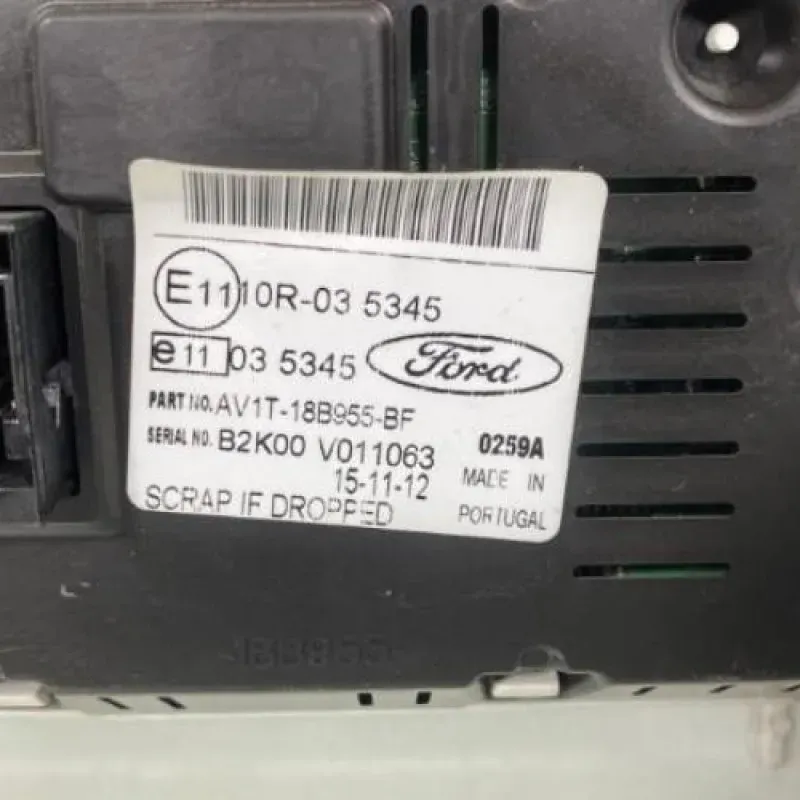 E11 10R-03 5345
e11 03 5345 Ford
PART NO. AV1T-18B955-BF
SERIAL NO. B2K00 V011063 0259A
15-11-12 MADE IN
SCRAP IF DROPPED PORTUGAL